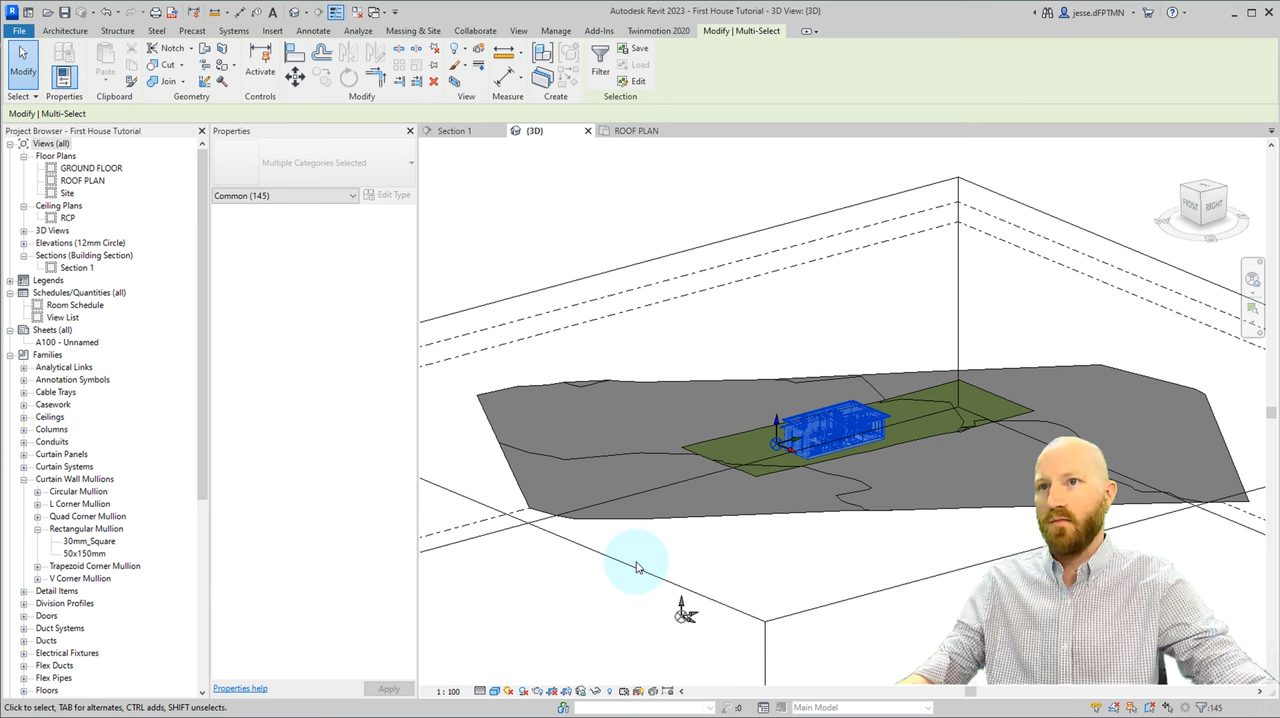 Autodesk Revit 2023 - First House Tutorial - 3D View: {3D}
jesse.dFPTMN
File Architecture Structure Steel Precast Systems Insert Annotate Analyze Massing & Site Collaborate View Manage Add-Ins Twinmotion 2020 Modify | Multi-Select
Modify
Properties
Paste
Notch
Cut
Join
Activate
Filter
Save
Load
Edit
Select Properties Clipboard Geometry Controls Modify View Measure Create Selection
Modify | Multi-Select
Project Browser - First House Tutorial
Views (all)
Floor Plans
GROUND FLOOR
ROOF PLAN
Site
Ceiling Plans
RCP
3D Views
Elevations (12mm Circle)
Sections (Building Section)
Section 1
Legends
Schedules/Quantities (all)
Room Schedule
View List
Sheets (all)
A100 - Unnamed
Families
Analytical Links
Annotation Symbols
Cable Trays
Casework
Ceilings
Columns
Conduits
Curtain Panels
Curtain Systems
Curtain Wall Mullions
Circular Mullion
L Corner Mullion
Quad Corner Mullion
Rectangular Mullion
30mm_Square
50x150mm
Trapezoid Corner Mullion
V Corner Mullion
Detail Items
Division Profiles
Doors
Duct Systems
Ducts
Electrical Fixtures
Flex Ducts
Flex Pipes
Floors
Properties
Multiple Categories Selected
Common (145)
Edit Type
Properties help
Apply
Section 1
{3D}
ROOF PLAN
FRONT
RIGHT
1 : 100
Click to select, TAB for alternates, CTRL adds, SHIFT unselects.
:0
Main Model
:145